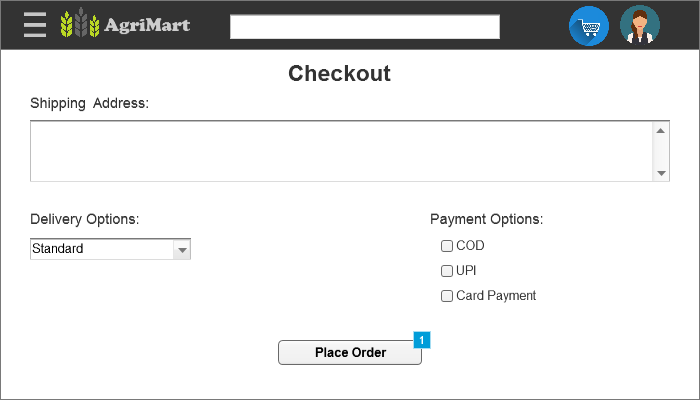 AgriMart
Checkout
Shipping Address:
Delivery Options:
Payment Options:
Standard
COD
UPI
Card Payment
1
Place Order